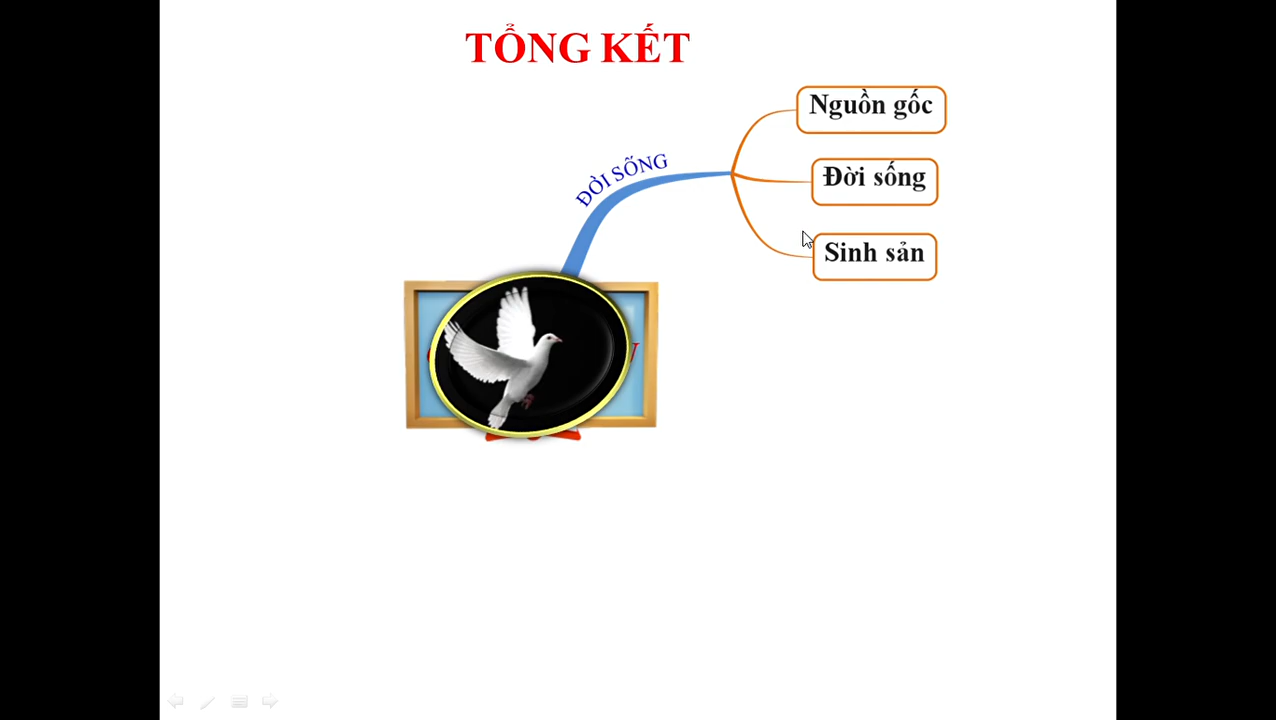 TỔNG KẾT
Nguồn gốc
ĐỜI SỐNG
Đời sống
Sinh sản